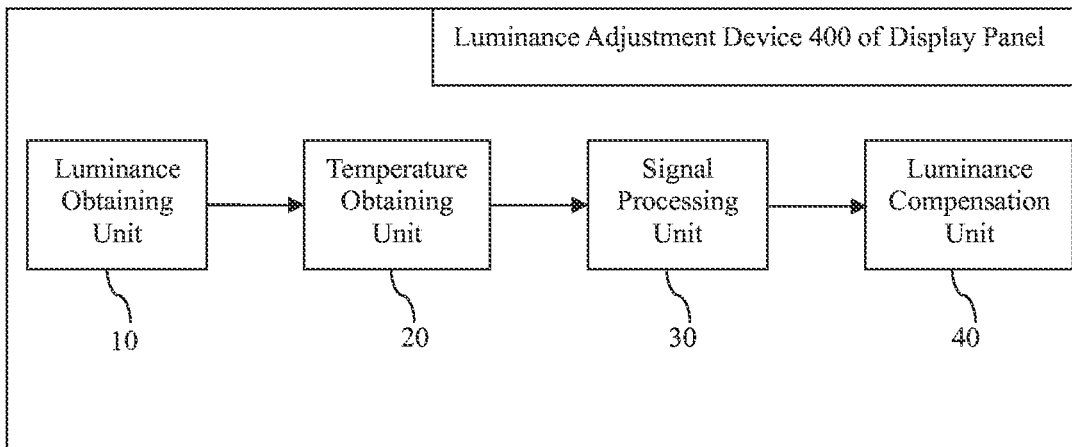 Luminance Adjustment Device 400 of Display Panel
Luminance
Obtaining
Unit
Temperature
Obtaining
Unit
Signal
Processing
Unit
Luminance
Compensation
Unit
10
20
30
40